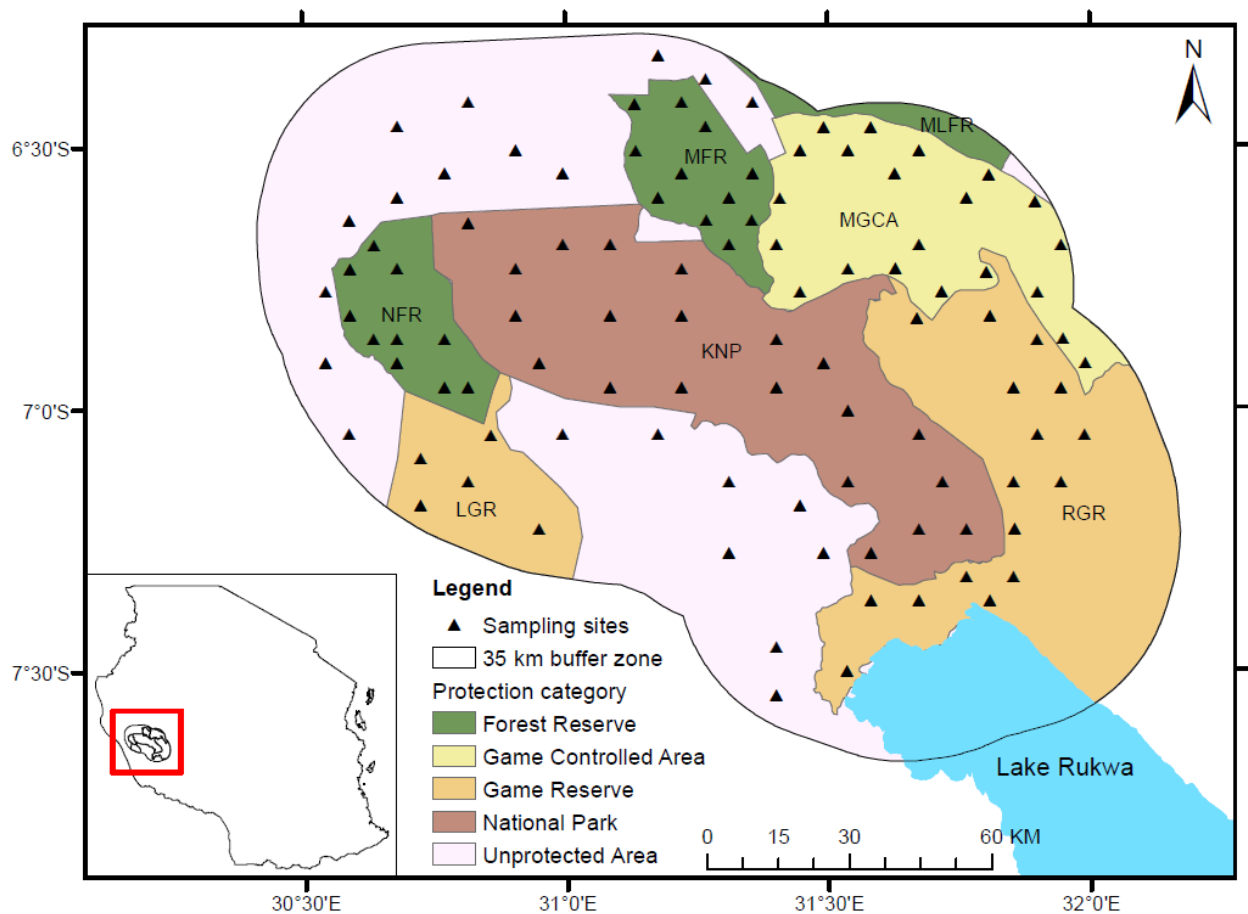 N
6°30'S
7°0'S
7°30'S
MLFR
MFR
MGCA
NFR
KNP
LGR
RGR
Legend
Sampling sites
35 km buffer zone
Protection category
Forest Reserve
Game Controlled Area
Game Reserve
National Park
Unprotected Area
Lake Rukwa
0 15 30 60 KM
30°30'E 31°0'E 31°30'E 32°0'E